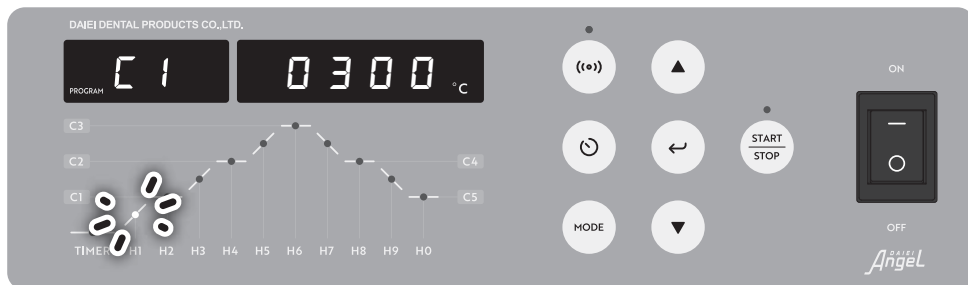 DAIEI DENTAL PRODUCTS CO.,LTD.
PROGRAM C1
0300 °C
ON
C3
C2
C4
C1
C5
TIMER H1 H2 H3 H4 H5 H6 H7 H8 H9 H0
START
STOP
MODE
OFF
DAIEI
Angel